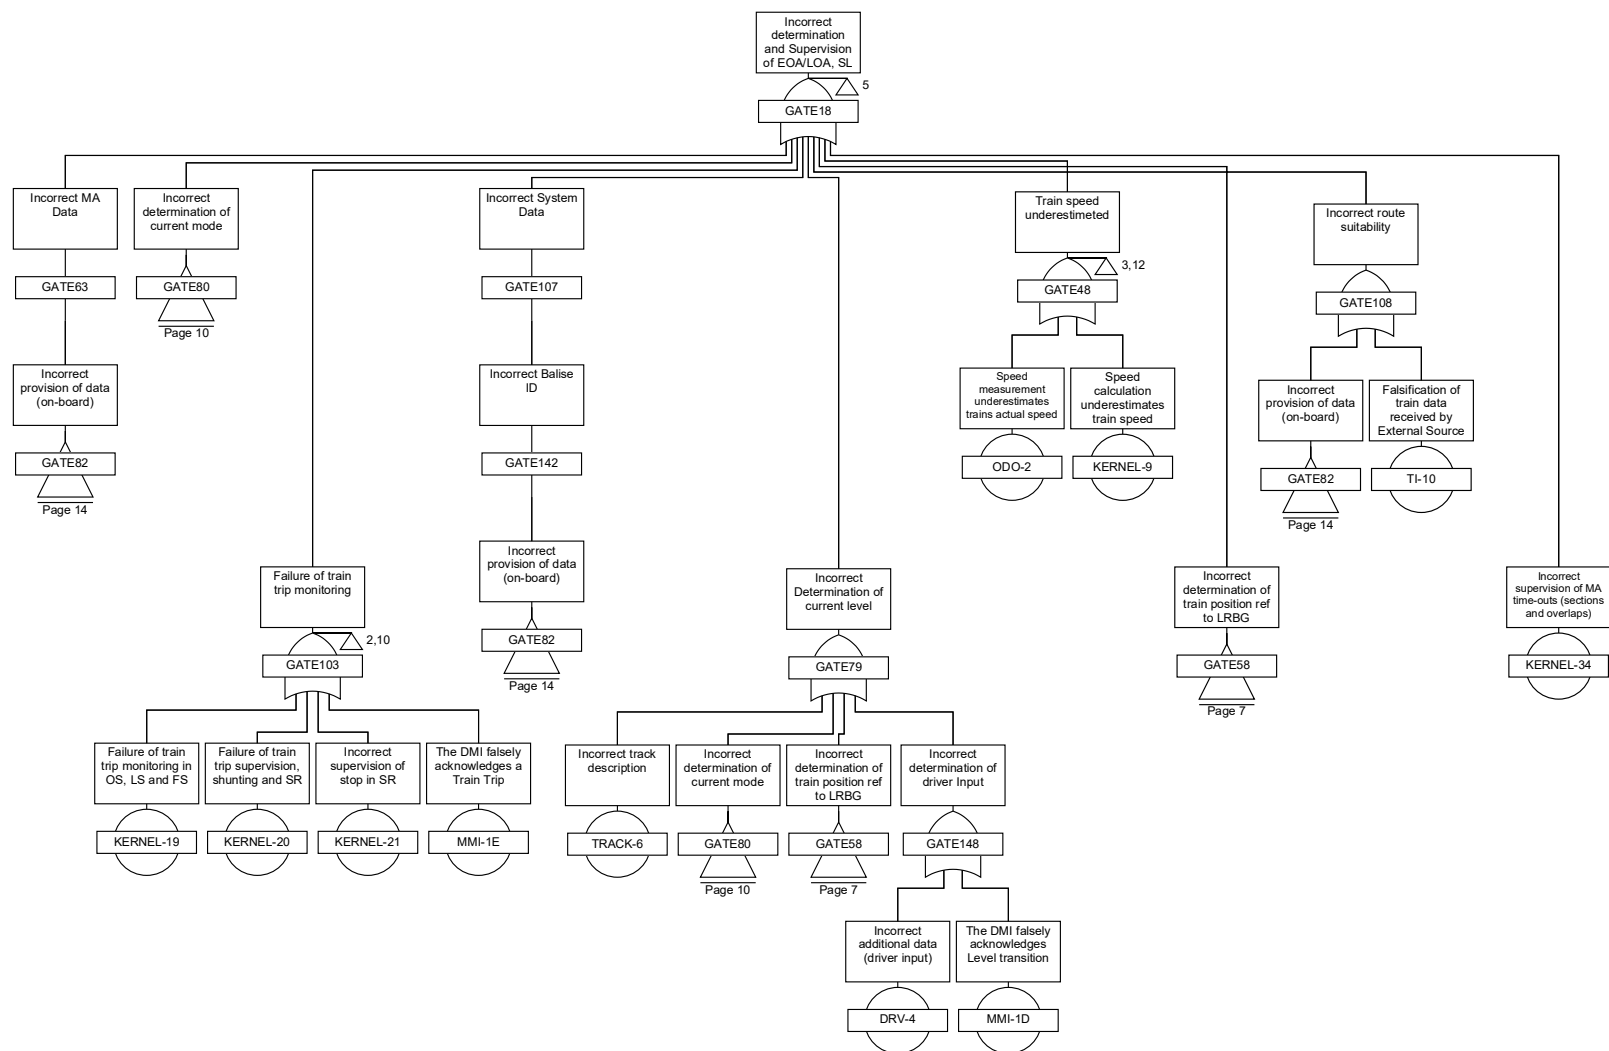 Incorrect
determination
and Supervision
of EOA/LOA, SL
5
GATE18
Incorrect MA
Data
GATE63
Incorrect
provision of data
(on-board)
GATE82
Page 14
Incorrect
determination of
current mode
GATE80
Page 10
Failure of train
trip monitoring
2,10
GATE103
Failure of train
trip monitoring in
OS, LS and FS
KERNEL-19
Failure of train
trip supervision,
shunting and SR
KERNEL-20
Incorrect
supervision of
stop in SR
KERNEL-21
The DMI falsely
acknowledges a
Train Trip
MMI-1E
Incorrect System
Data
GATE107
Incorrect Balise
ID
GATE142
Incorrect
provision of data
(on-board)
GATE82
Page 14
Incorrect
Determination of
current level
GATE79
Incorrect track
description
TRACK-6
Incorrect
determination of
current mode
GATE80
Page 10
Incorrect
determination of
train position ref
to LRBG
GATE58
Page 7
Incorrect
determination of
driver Input
GATE148
Incorrect
additional data
(driver input)
DRV-4
The DMI falsely
acknowledges
Level transition
MMI-1D
Train speed
underestimeted
3,12
GATE48
Speed
measurement
underestimates
trains actual speed
ODO-2
Speed
calculation
underestimates
train speed
KERNEL-9
Incorrect
determination of
train position ref
to LRBG
GATE58
Page 7
Incorrect route
suitability
GATE108
Incorrect
provision of data
(on-board)
GATE82
Page 14
Falsification of
train data
received by
External Source
TI-10
Incorrect
supervision of MA
time-outs (sections
and overlaps)
KERNEL-34